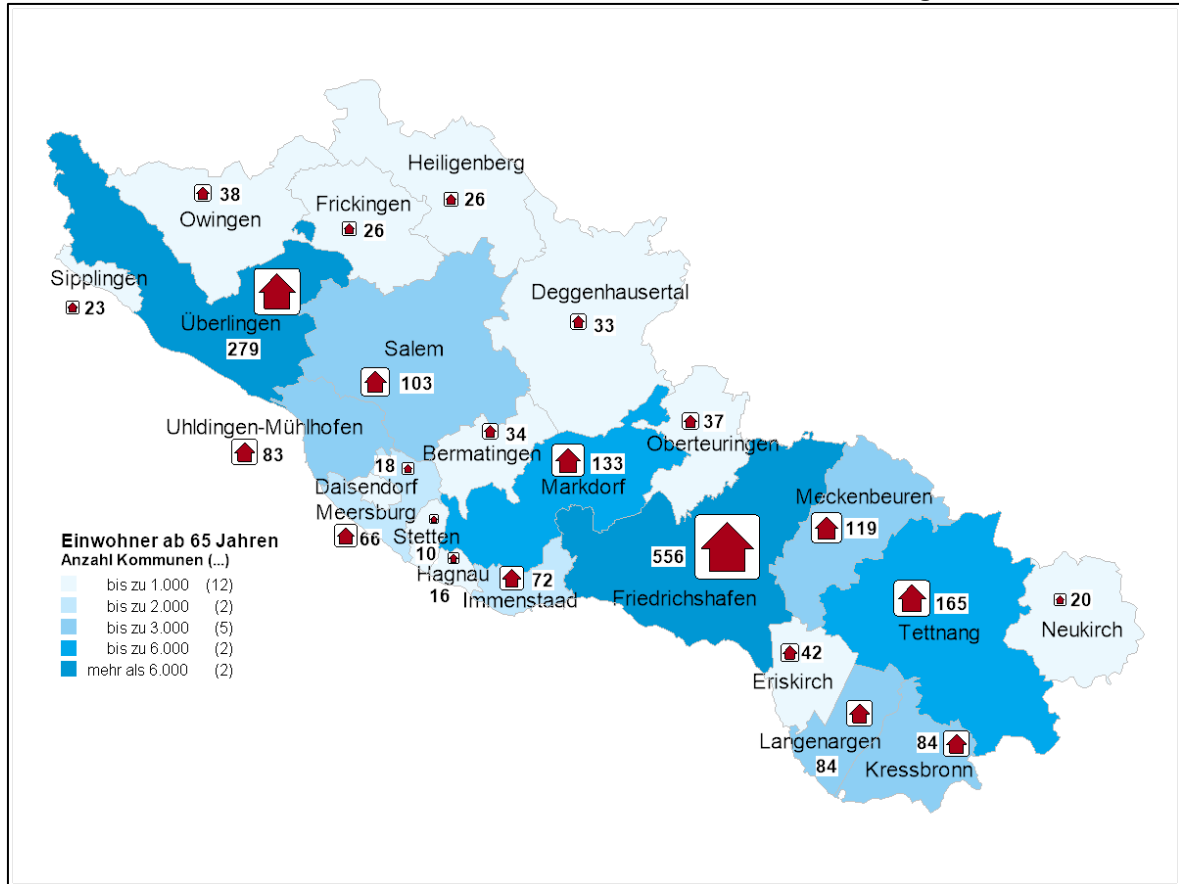 Heiligenberg
26
38
Owingen
Frickingen
26
Sipplingen
23
Überlingen
279
Deggenhausertal
33
Salem
103
Uhldingen-Mühlhofen
83
34
Bermatingen
37
Oberteuringen
18
Daisendorf
133
Markdorf
Meersburg
66
Stetten
10
Hagnau
16
72
Immenstaad
556
Friedrichshafen
Meckenbeuren
119
165
Tettnang
20
Neukirch
42
Eriskirch
Langenargen
84
84
Kressbronn
Einwohner ab 65 Jahren
Anzahl Kommunen (...)
bis zu 1.000 (12)
bis zu 2.000 (2)
bis zu 3.000 (5)
bis zu 6.000 (2)
mehr als 6.000 (2)